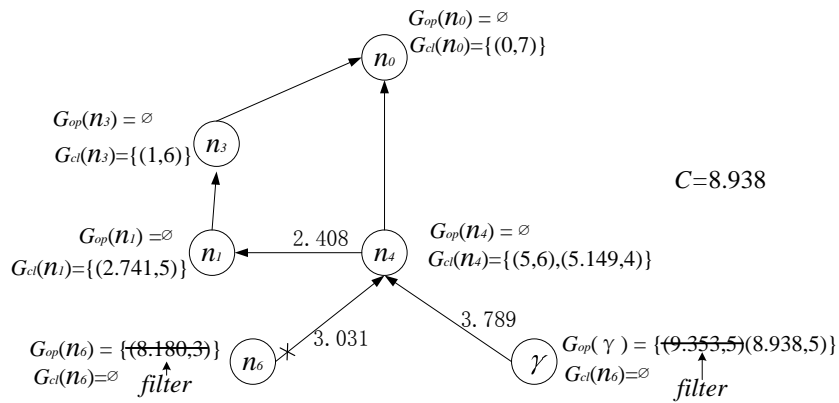 Gop(n0) = ∅
Gcl(n0)={(0,7)}
n0
Gop(n3) = ∅
Gcl(n3)={(1,6)}
n3
C=8.938
Gop(n1) =∅
Gcl(n1)={(2.741,5)}
n1
2.408
n4
Gop(n4) = ∅
Gcl(n4)={(5,6),(5.149,4)}
3.031
3.789
Gop(n6) = {(8.180,3)}
Gcl(n6)=∅
filter
n6
γ
Gop(γ) = {(9.353,5)(8.938,5)}
Gcl(n6)=∅
filter